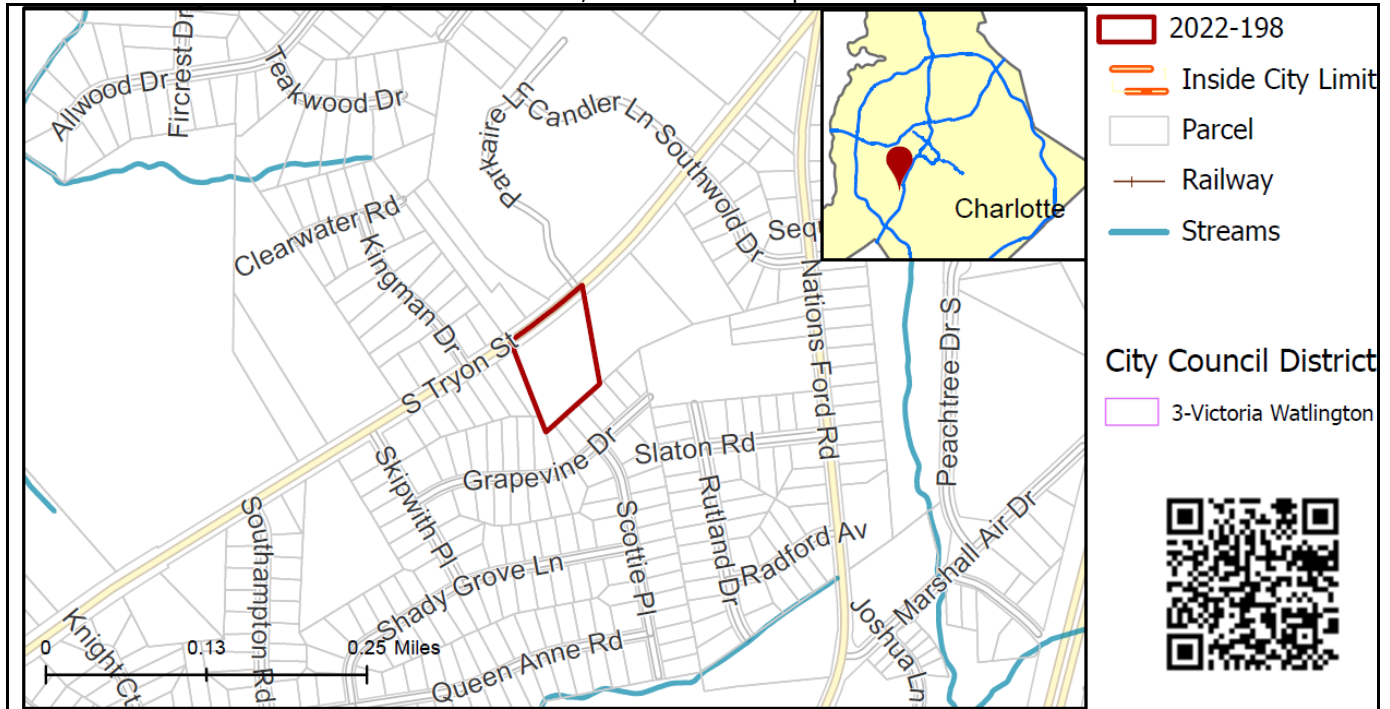 Allwood Dr
Fircrest Dr
Teakwood Dr
Parkaire Ln
Candler Ln
Southwold Dr
Clearwater Rd
Kingman Dr
Sequ
Nations Ford Rd
S Tryon St
Peachtree Dr S
Grapevine Dr
Slaton Rd
Skipwith Pl
Scottie Pl
Rutland Dr
Radford Av
Southampton Rd
Shady Grove Ln
Marshall Air Dr
Joshua Ln
Knight Ct
Queen Anne Rd
0 0.13 0.25 Miles
Charlotte
2022-198
Inside City Limit
Parcel
Railway
Streams
City Council District
3-Victoria Watlington